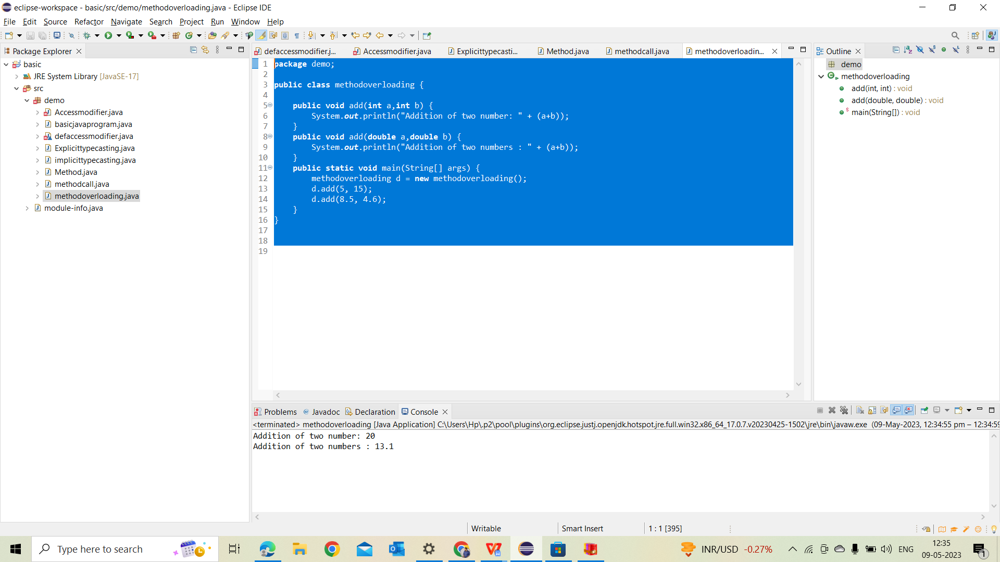 eclipse-workspace - basic/src/demo/methodoverloading.java - Eclipse IDE
File Edit Source Refactor Navigate Search Project Run Window Help
Package Explorer
basic
JRE System Library [JavaSE-17]
src
demo
Accessmodifier.java
basicjavaprogram.java
defaccessmodifier.java
Explicittypecasting.java
implicittypecasting.java
Method.java
methodcall.java
methodoverloading.java
module-info.java
defaccessmodifier.j... Accessmodifier.java Explicittypecasti... Method.java methodcall.java methodoverloadin...
1 package demo;
2
3 public class methodoverloading {
4
5 public void add(int a,int b) {
6 System.out.println("Addition of two number: " + (a+b));
7 }
8 public void add(double a,double b) {
9 System.out.println("Addition of two numbers : " + (a+b));
10 }
11 public static void main(String[] args) {
12 methodoverloading d = new methodoverloading();
13 d.add(5, 15);
14 d.add(8.5, 4.6);
15 }
16 }
17
18
19
Outline
demo
methodoverloading
add(int, int) : void
add(double, double) : void
main(String[]) : void
Problems Javadoc Declaration Console
<terminated> methodoverloading [Java Application] C:\Users\Hp\.p2\pool\plugins\org.eclipse.justj.openjdk.hotspot.jre.full.win32.x86_64_17.0.7.v20230425-1502\jre\bin\javaw.exe (09-May-2023, 12:34:55 pm – 12:34:59
Addition of two number: 20
Addition of two numbers : 13.1
Writable Smart Insert 1 : 1 [395]
Type here to search
INR/USD -0.27%
ENG
12:35
09-05-2023
1